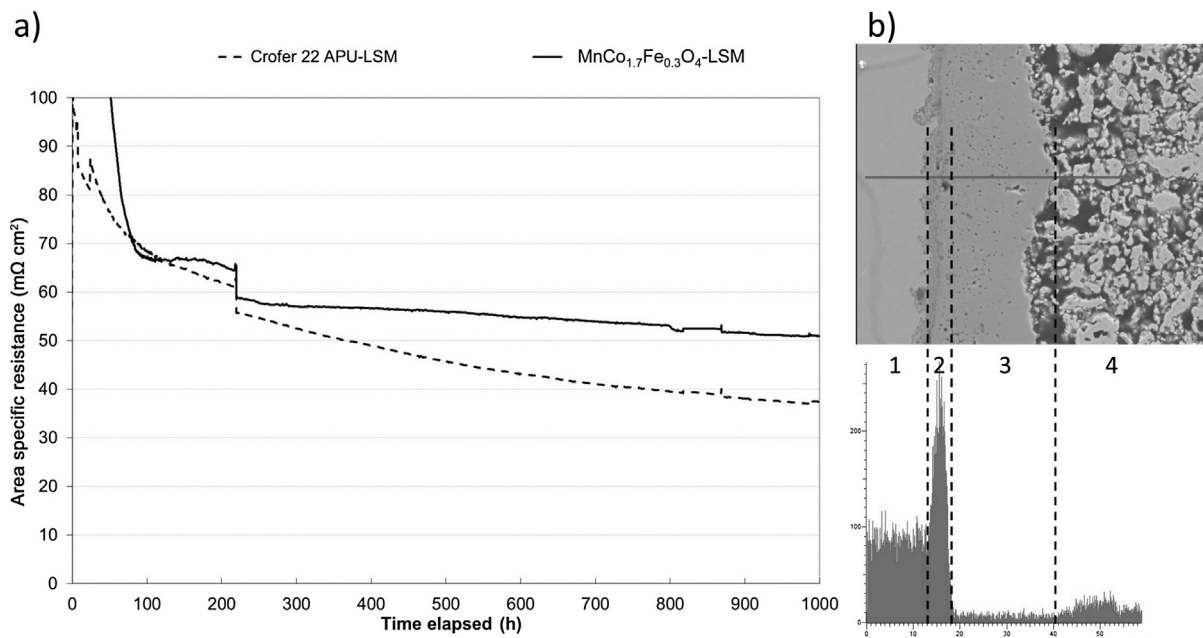 a)
b)
Crofer 22 APU-LSM
MnCo1.7Fe0.3O4-LSM
100
90
80
70
60
50
40
30
20
10
0
Area specific resistance (mΩ cm²)
0 100 200 300 400 500 600 700 800 900 1000
Time elapsed (h)
1 2 3 4
200
100
0
0 10 20 30 40 50